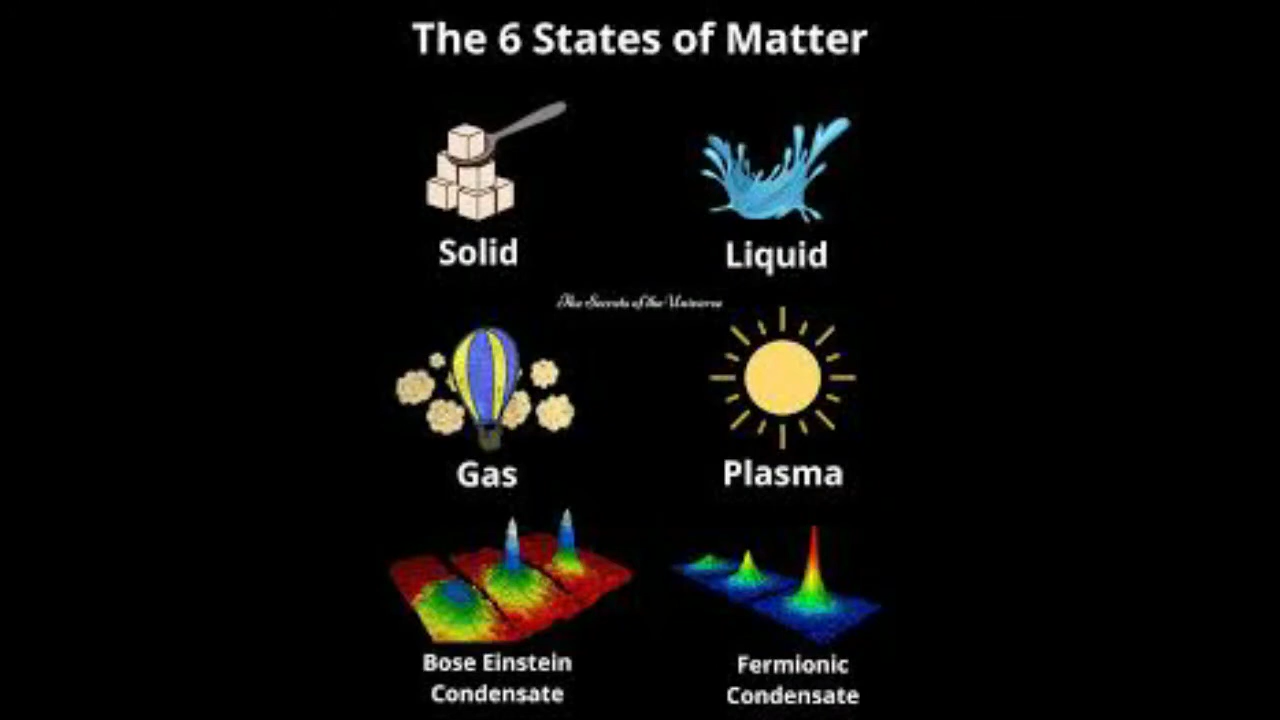 The 6 States of Matter
Solid
Liquid
The Secrets of the Universe
Gas
Plasma
Bose Einstein
Condensate
Fermionic
Condensate